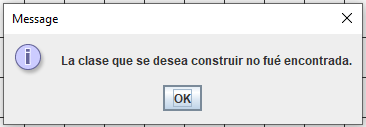 Message
La clase que se desea construir no fué encontrada.
OK